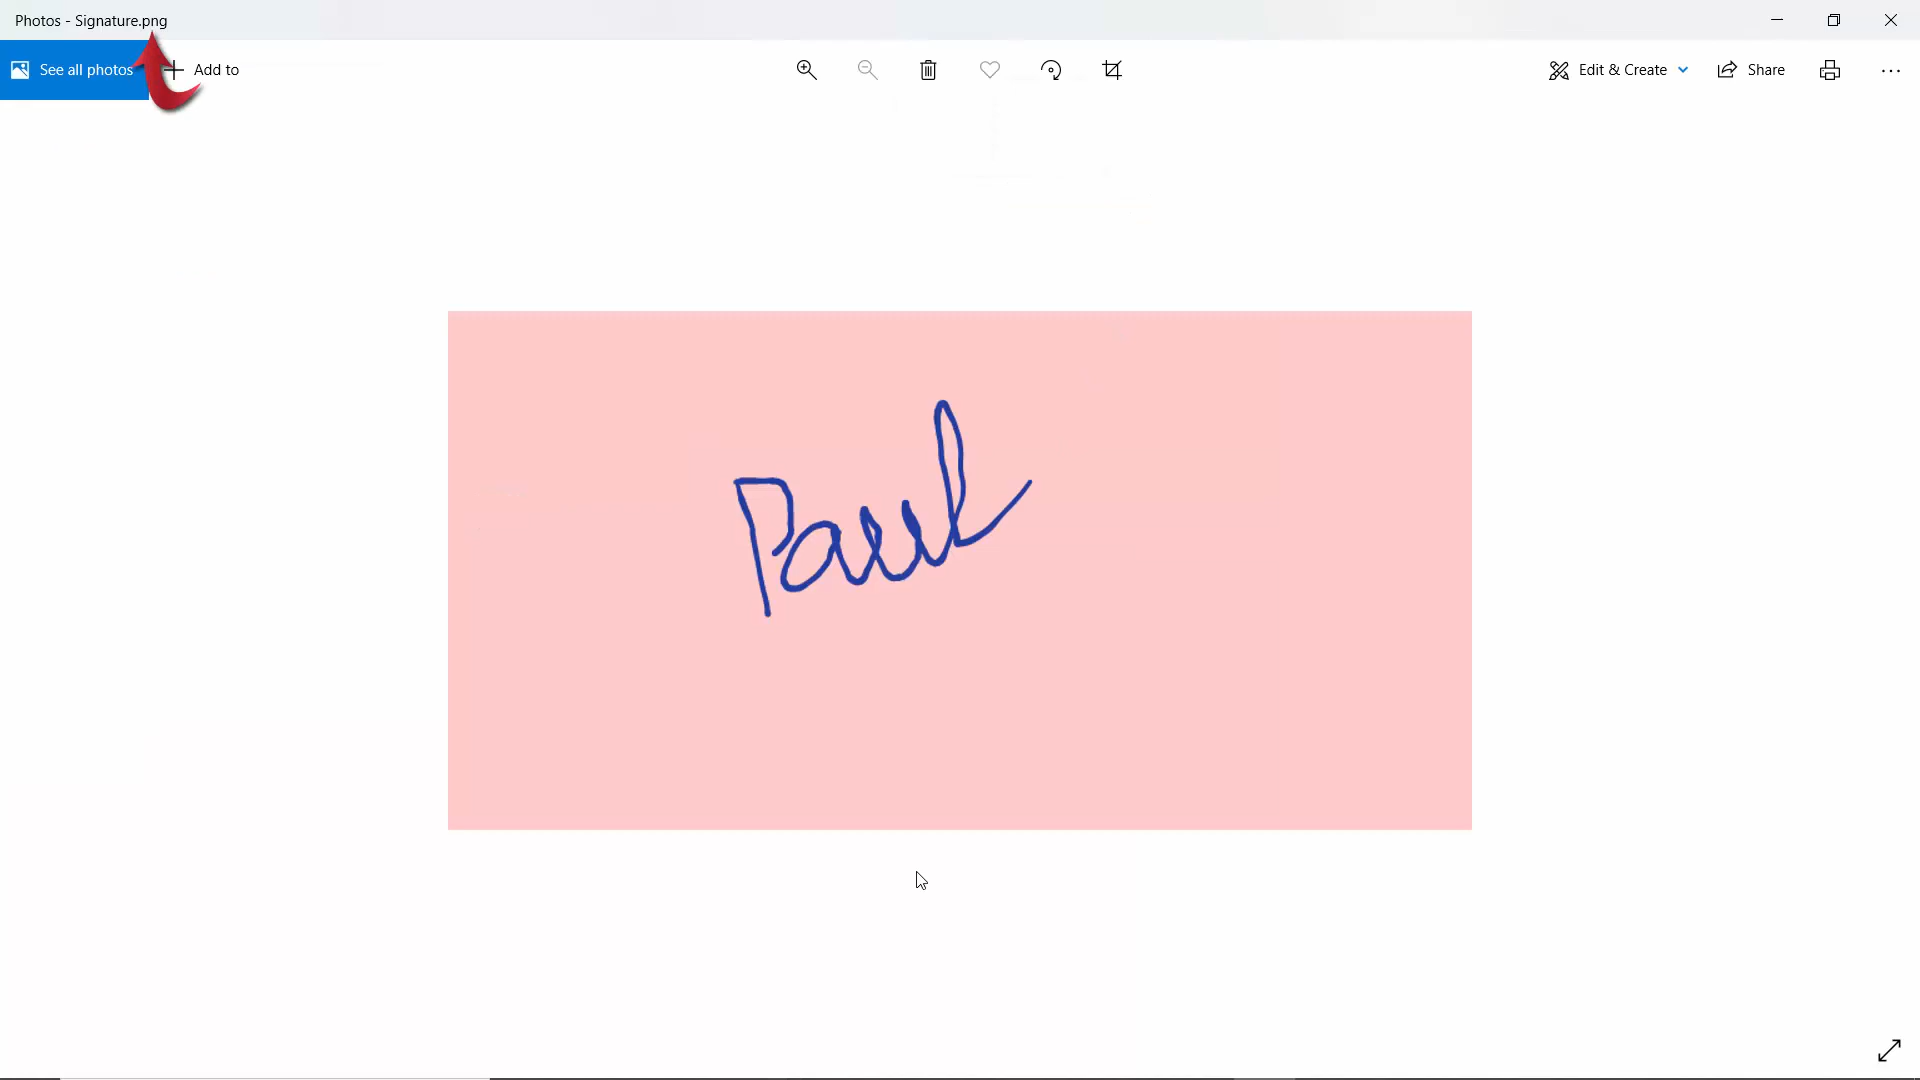 Photos - Signature.png
See all photos
Add to
Edit & Create
Share
Paul